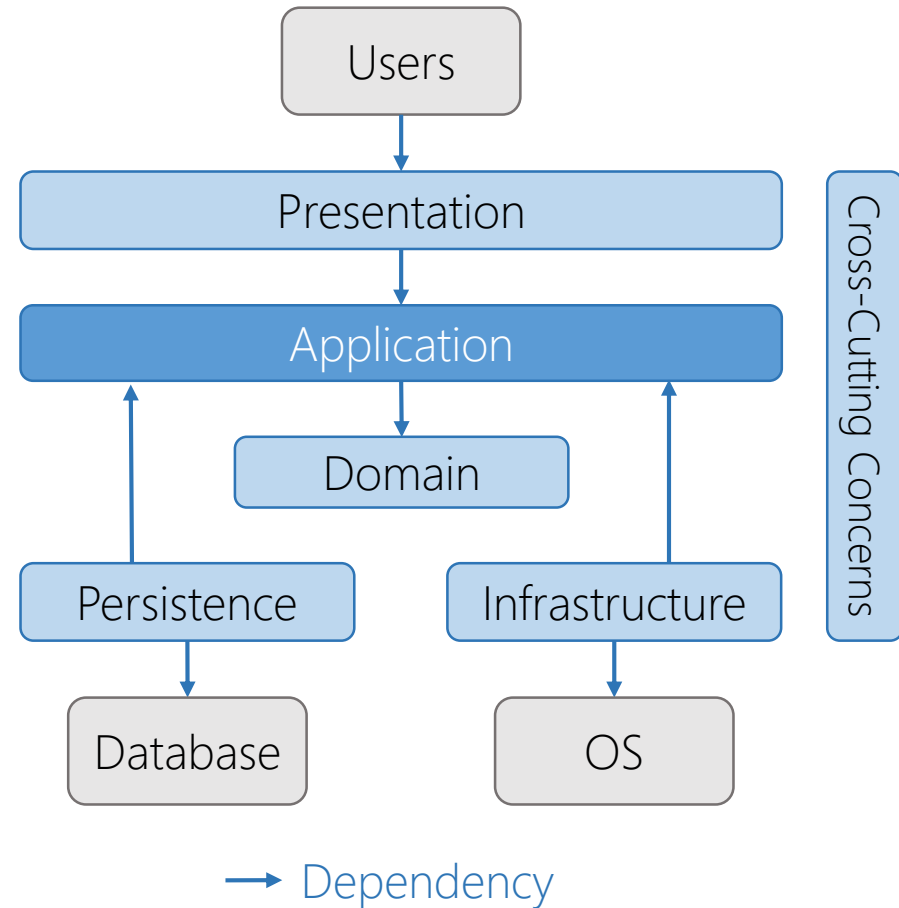 Users
Presentation
Application
Domain
Persistence
Infrastructure
Database
OS
Cross-Cutting Concerns
Dependency